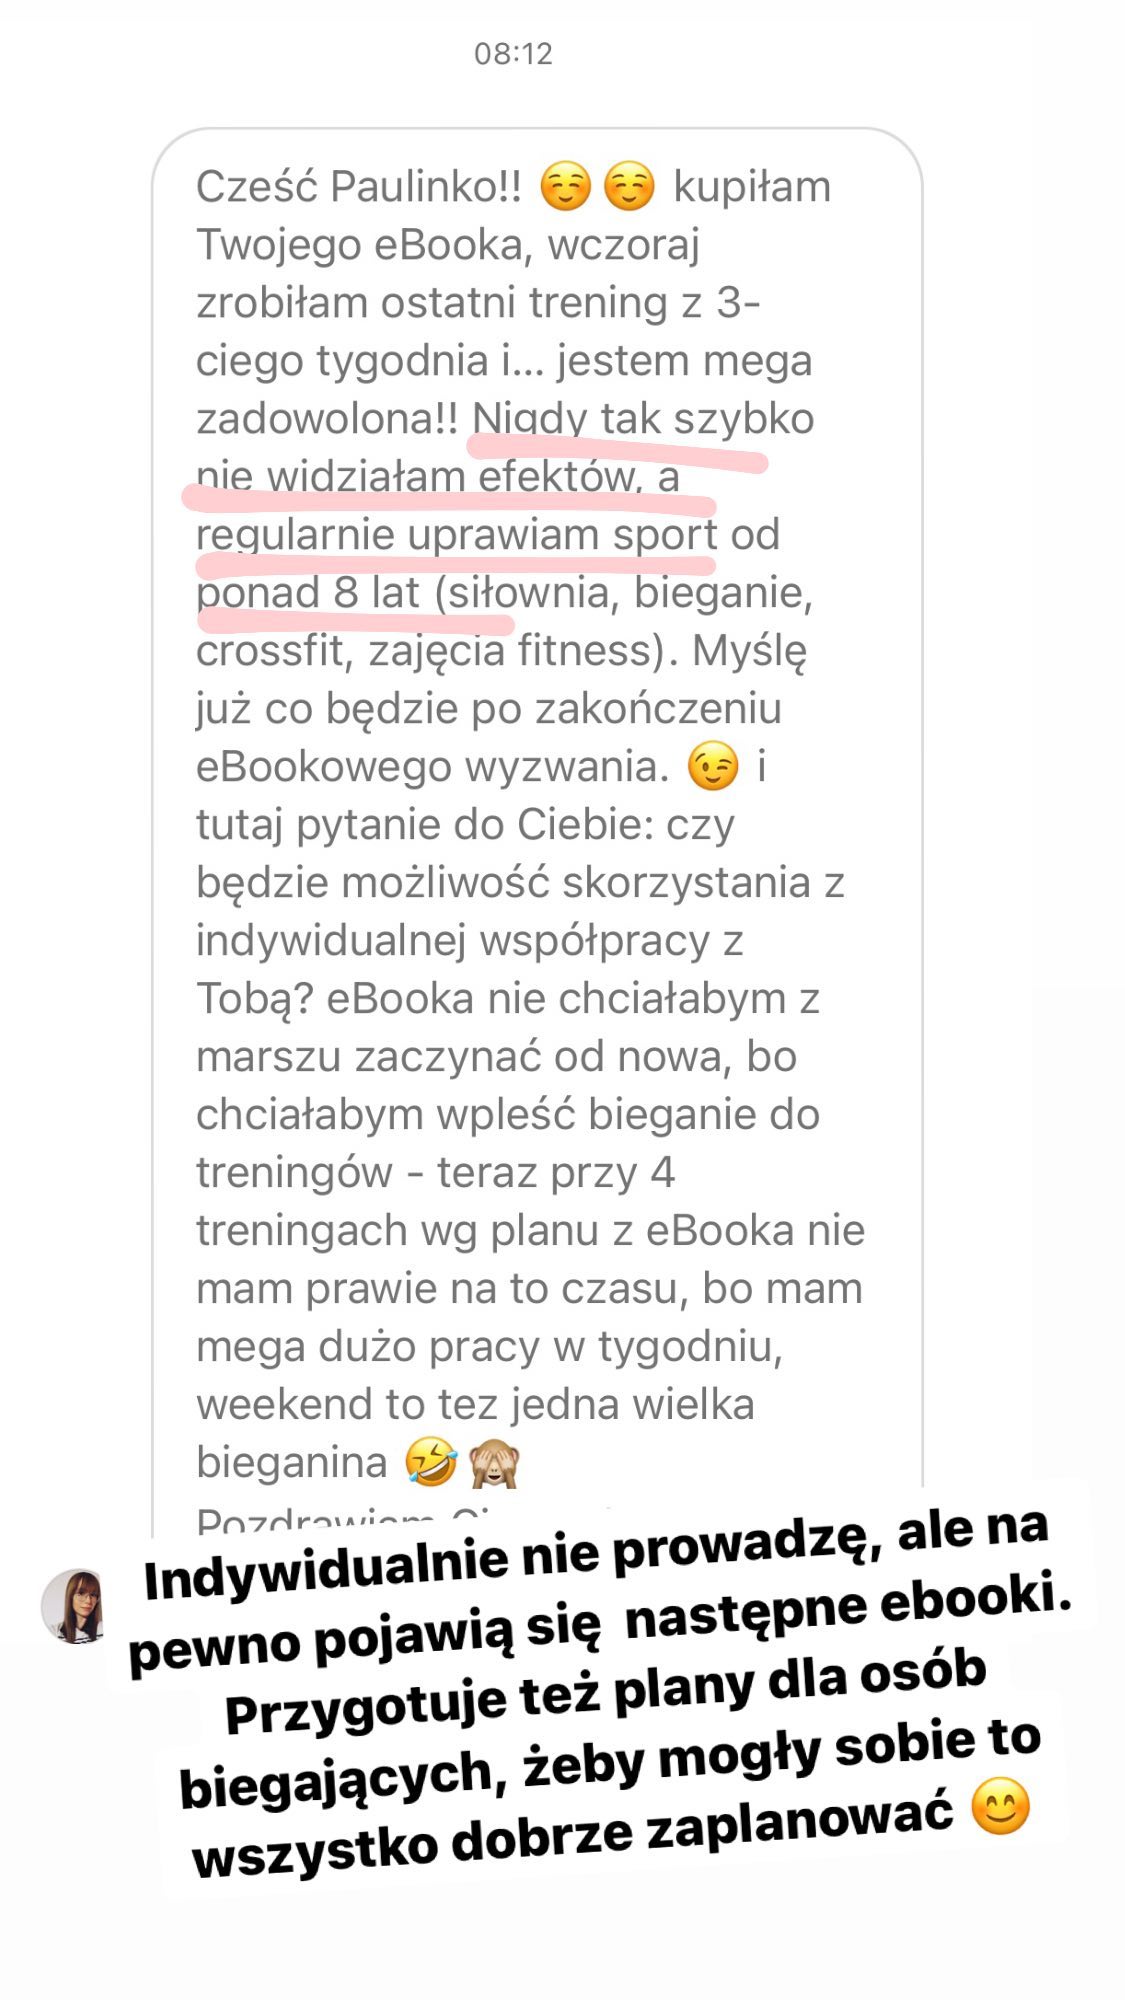 08:12
Cześć Paulinko!! ☺️☺️ kupiłam
Twojego eBooka, wczoraj
zrobiłam ostatni trening z 3-
ciego tygodnia i... jestem mega
zadowolona!! Nigdy tak szybko
nie widziałam efektów, a
regularnie uprawiam sport od
ponad 8 lat (siłownia, bieganie,
crossfit, zajęcia fitness). Myślę
już co będzie po zakończeniu
eBookowego wyzwania. 😉 i
tutaj pytanie do Ciebie: czy
będzie możliwość skorzystania z
indywidualnej współpracy z
Tobą? eBooka nie chciałabym z
marszu zaczynać od nowa, bo
chciałabym wpleść bieganie do
treningów - teraz przy 4
treningach wg planu z eBooka nie
mam prawie na to czasu, bo mam
mega dużo pracy w tygodniu,
weekend to tez jedna wielka
bieganina 🤣🙈
Pozdrawiam
Indywidualnie nie prowadzę, ale na
pewno pojawią się następne ebooki.
Przygotuje też plany dla osób
biegających, żeby mogły sobie to
wszystko dobrze zaplanować 😊